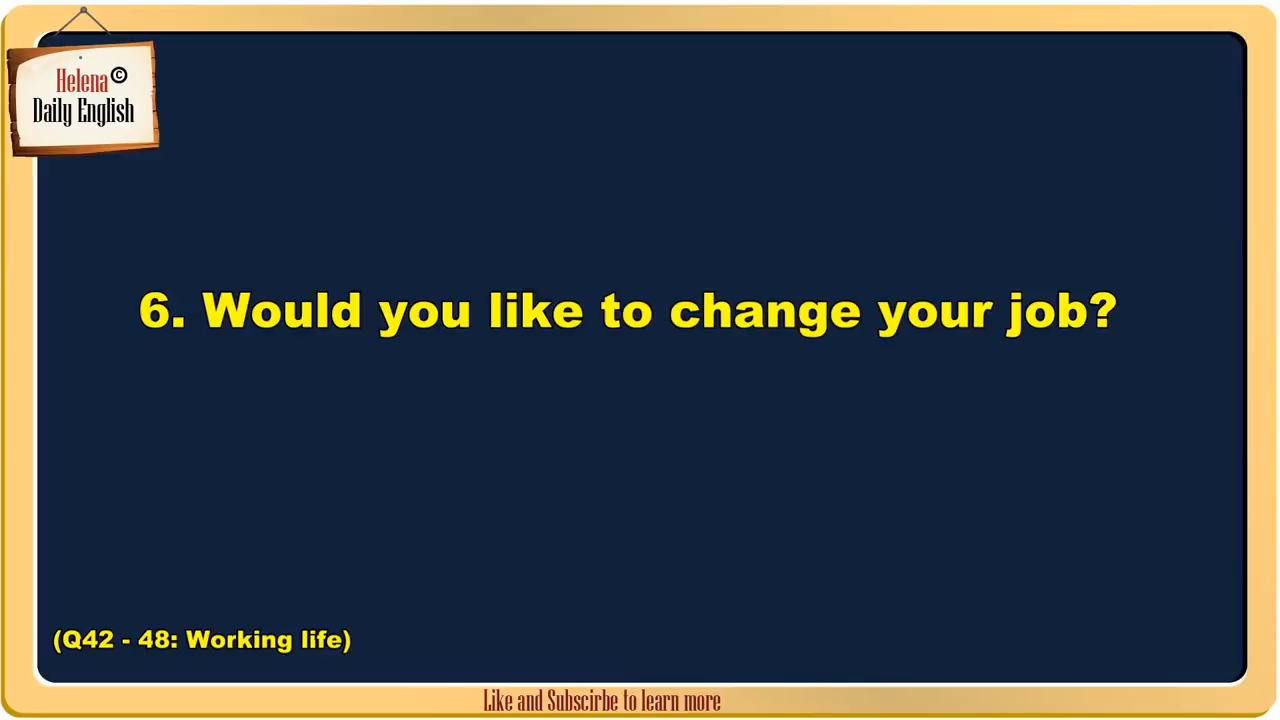 Helena ©
Daily English
6. Would you like to change your job?
(Q42 - 48: Working life)
Like and Subscirbe to learn more